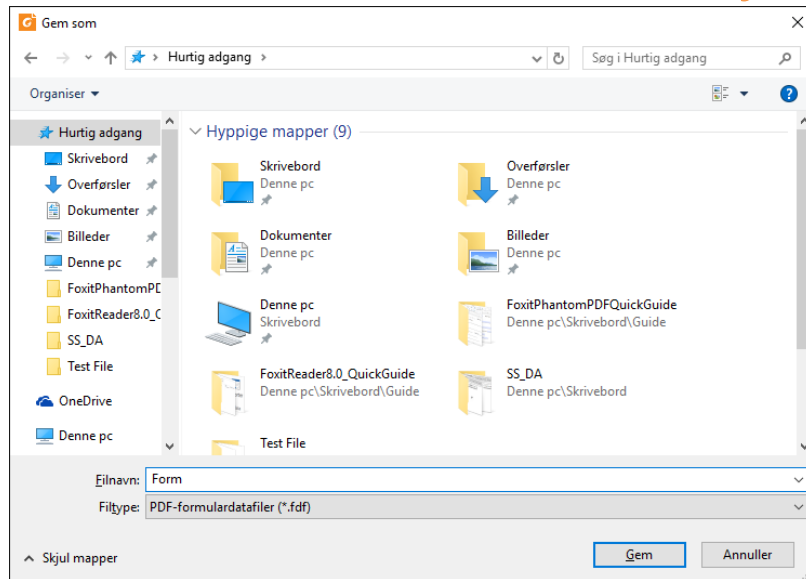 Gem som
Hurtig adgang
Søg i Hurtig adgang
Organiser
Hurtig adgang
Skrivebord
Overførsler
Dokumenter
Billeder
Denne pc
FoxitPhantomPD
FoxitReader8.0_Q
SS_DA
Test File
OneDrive
Denne pc
Hyppige mapper (9)
Skrivebord
Denne pc
Overførsler
Denne pc
Dokumenter
Denne pc
Billeder
Denne pc
Denne pc
Skrivebord
FoxitPhantomPDFQuickGuide
Denne pc\Skrivebord\Guide
FoxitReader8.0_QuickGuide
Denne pc\Skrivebord\Guide
SS_DA
Denne pc\Skrivebord
Test File
Filnavn: Form
Filtype: PDF-formulardatafiler (*.fdf)
Skjul mapper
Gem
Annuller